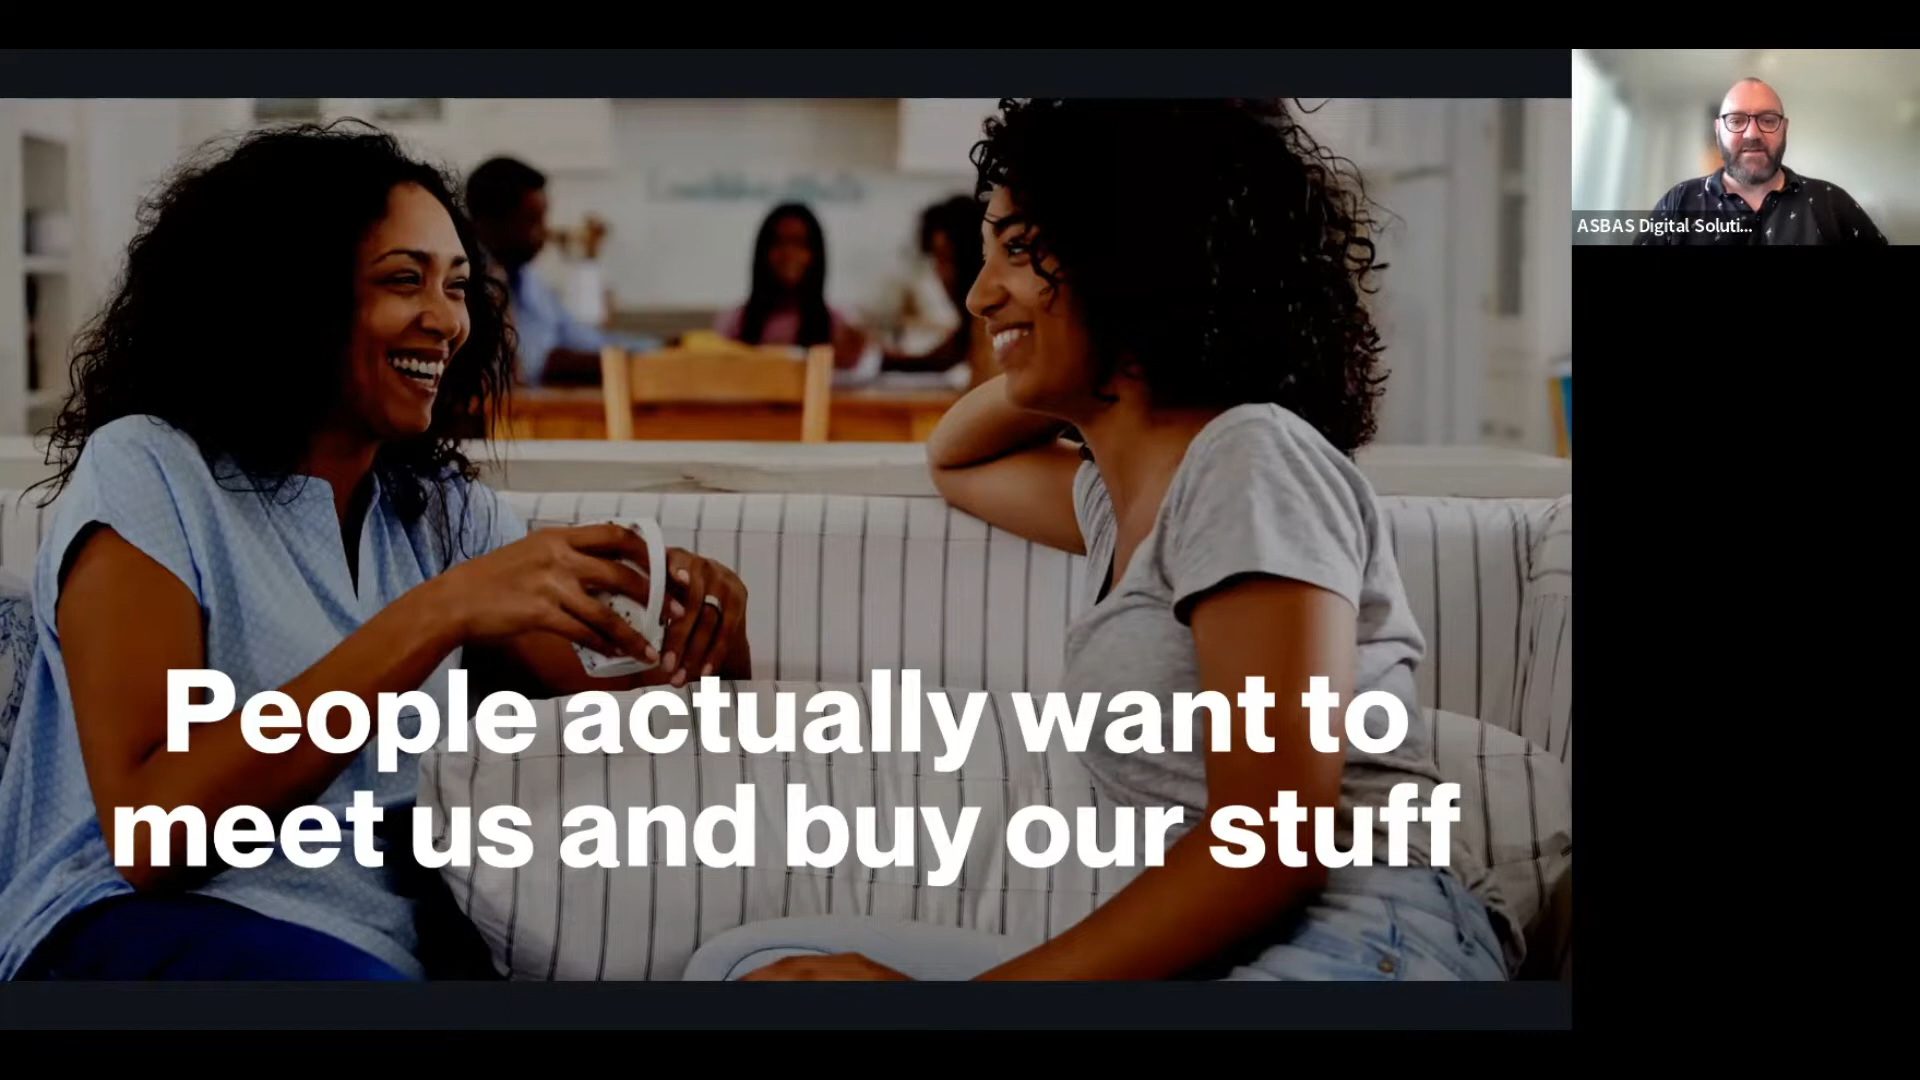 ASBAS Digital Soluti...
People actually want to
meet us and buy our stuff